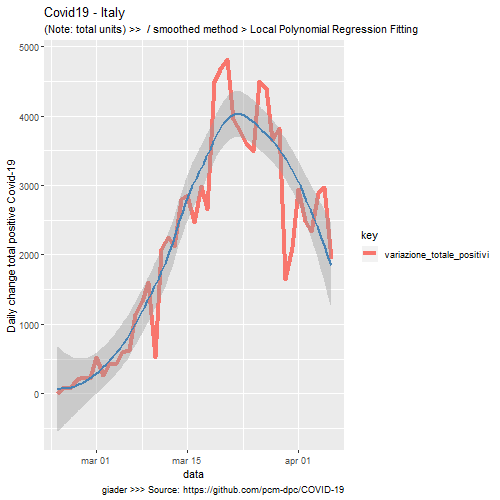 Covid19 - Italy
(Note: total units) >> / smoothed method > Local Polynomial Regression Fitting
Daily change total positive Covid-19
5000
4000
3000
2000
1000
0
mar 01
mar 15
apr 01
data
key
variazione_totale_positivi
giader >>> Source: https://github.com/pcm-dpc/COVID-19